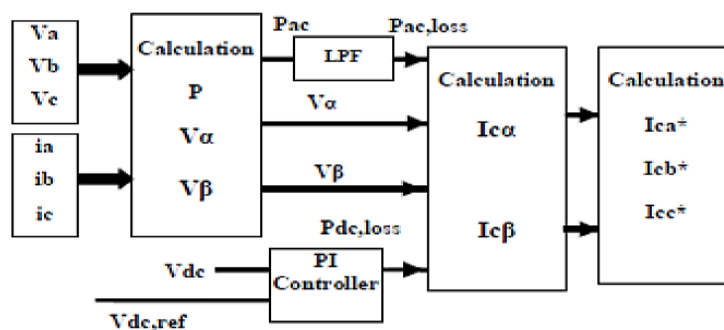 Va
Vb
Vc
ia
ib
ic
Calculation
P
Vα
Vβ
Pac
LPF
Pac,loss
Vα
Vβ
Pdc,loss
Vdc
Vdc,ref
PI
Controller
Calculation
Icα
Icβ
Calculation
Ica*
Icb*
Icc*